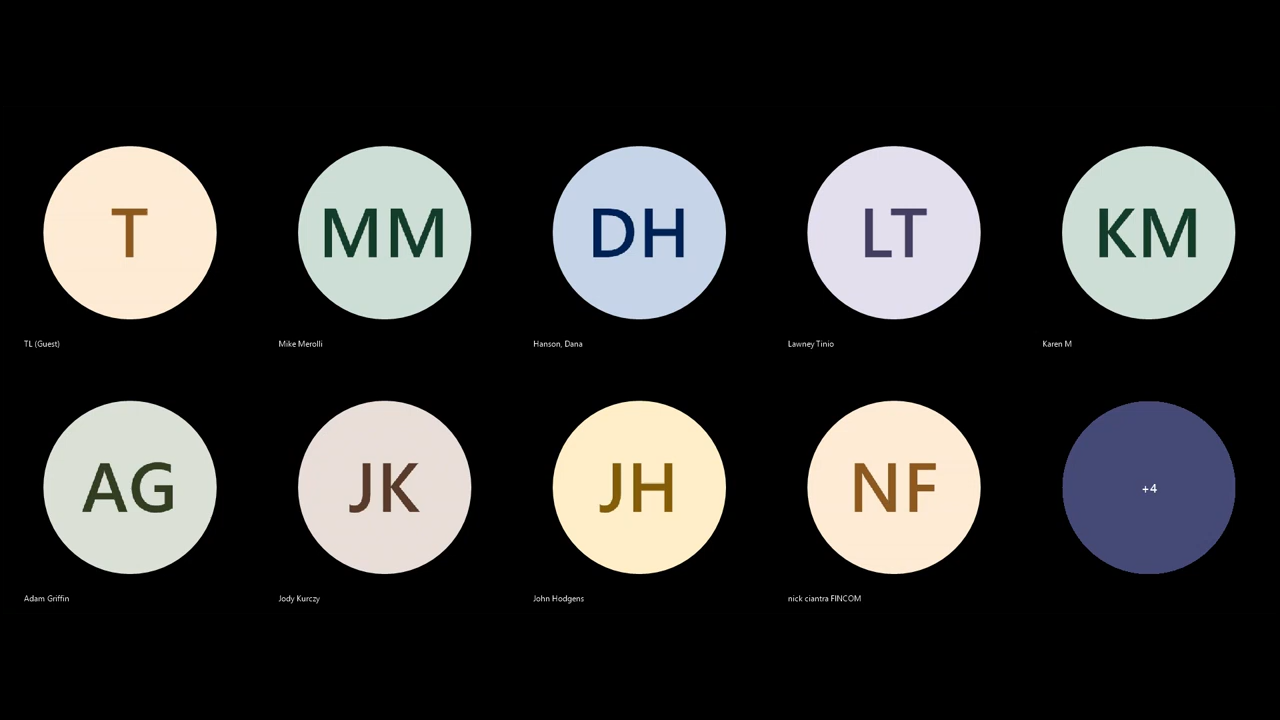 T
MM
DH
LT
KM
TL (Guest)
Mike Merolli
Hanson, Dana
Lawney Tinio
Karen M
AG
JK
JH
NF
+4
Adam Griffin
Jody Kurczy
John Hodgens
nick ciantra FINCOM